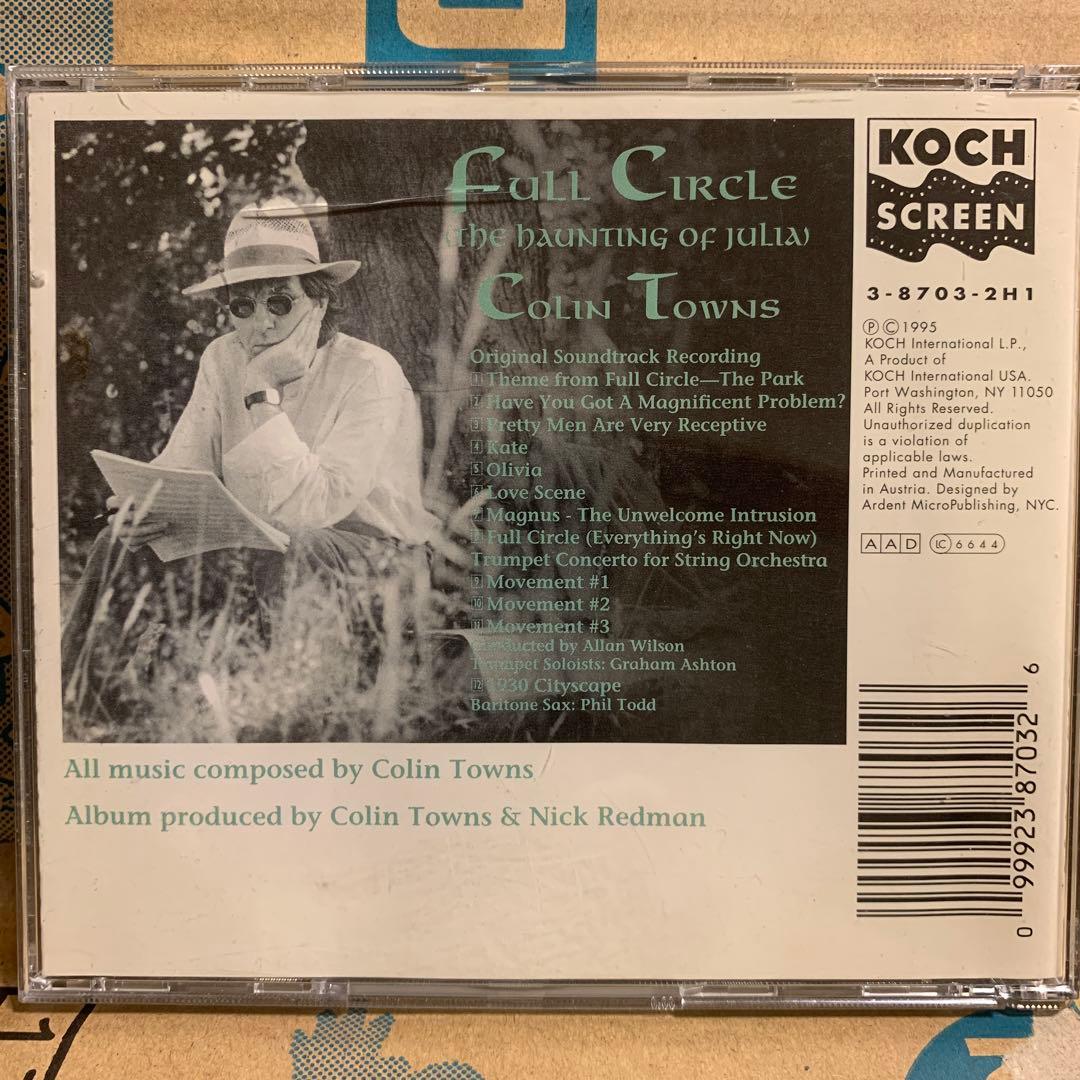 Full Circle
(The Haunting of Julia)
Colin Towns
Original Soundtrack Recording
1 Theme from Full Circle—The Park
2 Have You Got A Magnificent Problem?
3 Pretty Men Are Very Receptive
4 Kate
5 Olivia
6 Love Scene
7 Magnus - The Unwelcome Intrusion
8 Full Circle (Everything's Right Now)
Trumpet Concerto for String Orchestra
9 Movement #1
10 Movement #2
11 Movement #3
Conducted by Allan Wilson
Trumpet Soloists: Graham Ashton
12 1930 Cityscape
Baritone Sax: Phil Todd
All music composed by Colin Towns
Album produced by Colin Towns & Nick Redman
KOCH
SCREEN
3-8703-2H1
℗ © 1995
KOCH International L.P.,
A Product of
KOCH International USA.
Port Washington, NY 11050
All Rights Reserved.
Unauthorized duplication
is a violation of
applicable laws.
Printed and Manufactured
in Austria. Designed by
Ardent MicroPublishing, NYC.
AAD LC 6644
0 99923 87032 6